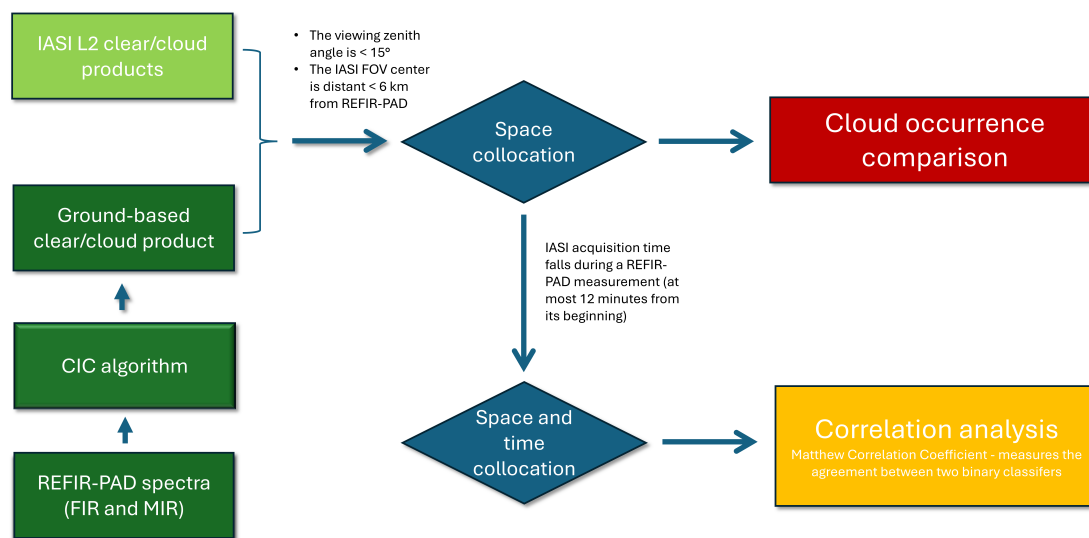 IASI L2 clear/cloud
products
• The viewing zenith
angle is < 15°
• The IASI FOV center
is distant < 6 km
from REFIR-PAD
Space
collocation
Cloud occurrence
comparison
Ground-based
clear/cloud product
IASI acquisition time
falls during a REFIR-
PAD measurement (at
most 12 minutes from
its beginning)
CIC algorithm
Space and
time
collocation
Correlation analysis
Matthew Correlation Coefficient - measures the
agreement between two binary classifers
REFIR-PAD spectra
(FIR and MIR)